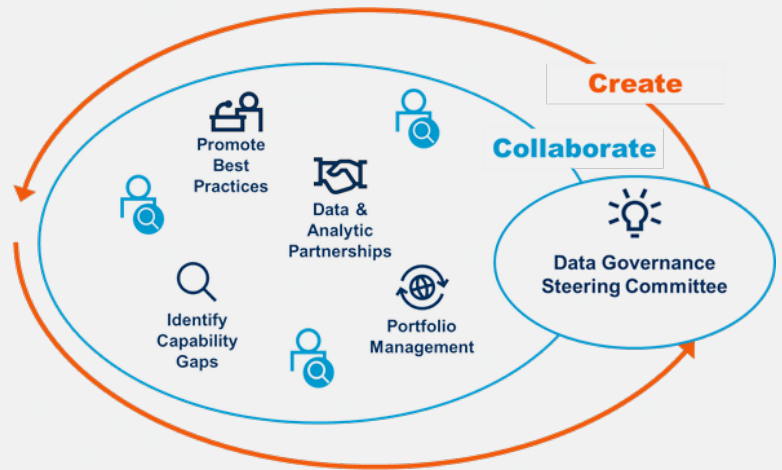 Create
Collaborate
Promote
Best
Practices
Data &
Analytic
Partnerships
Data Governance
Steering Committee
Identify
Capability
Gaps
Portfolio
Management